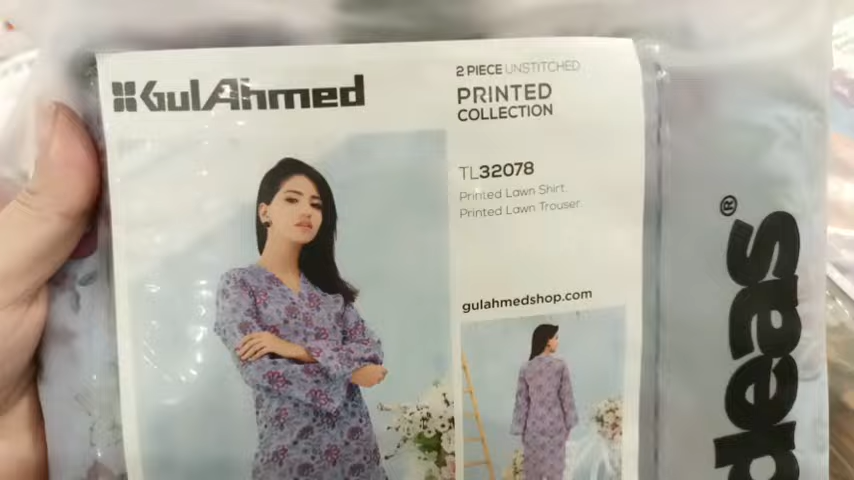 GulAhmed
2 PIECE UNSTITCHED
PRINTED
COLLECTION
TL32078
Printed Lawn Shirt
Printed Lawn Trouser
gulahmedshop.com
deas®